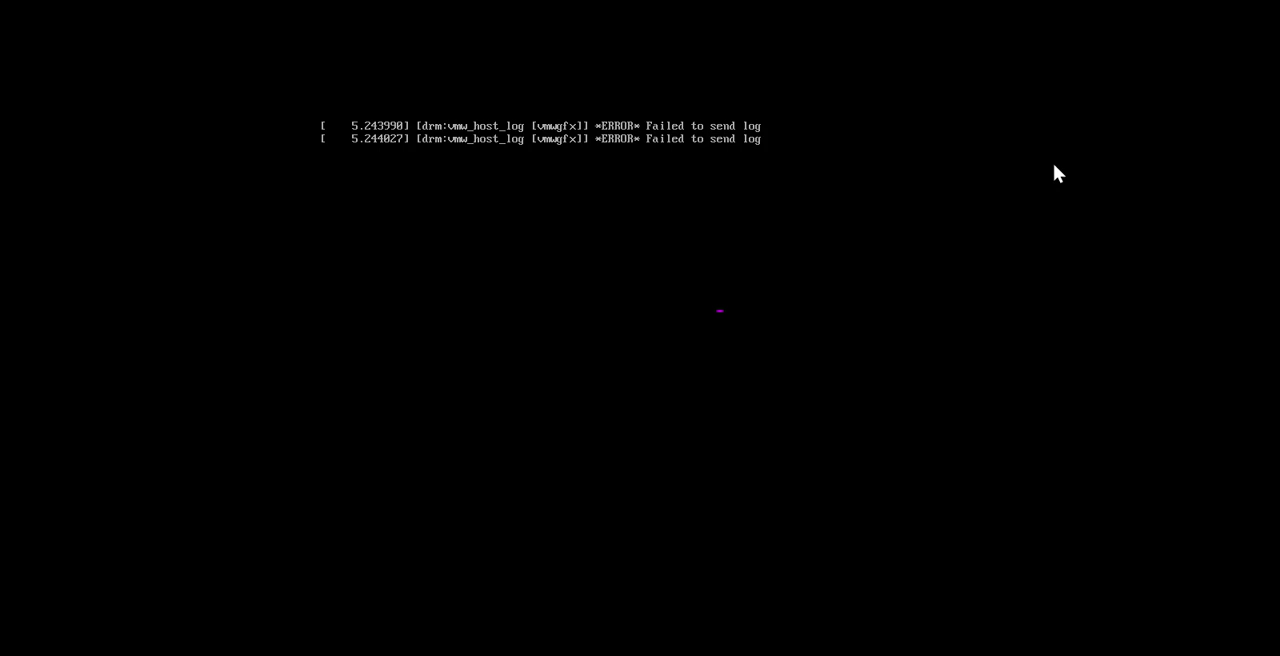 [    5.243990] [drm:vmw_host_log [vmwgfx]] *ERROR* Failed to send log
[    5.244027] [drm:vmw_host_log [vmwgfx]] *ERROR* Failed to send log